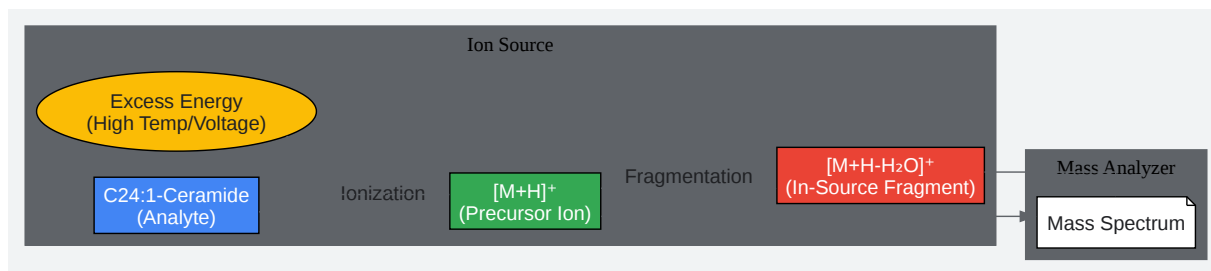 Ion Source
Excess Energy
(High Temp/Voltage)
C24:1-Ceramide
(Analyte)
Ionization
[M+H]⁺
(Precursor Ion)
Fragmentation
[M+H-H₂O]⁺
(In-Source Fragment)
Mass Analyzer
Mass Spectrum